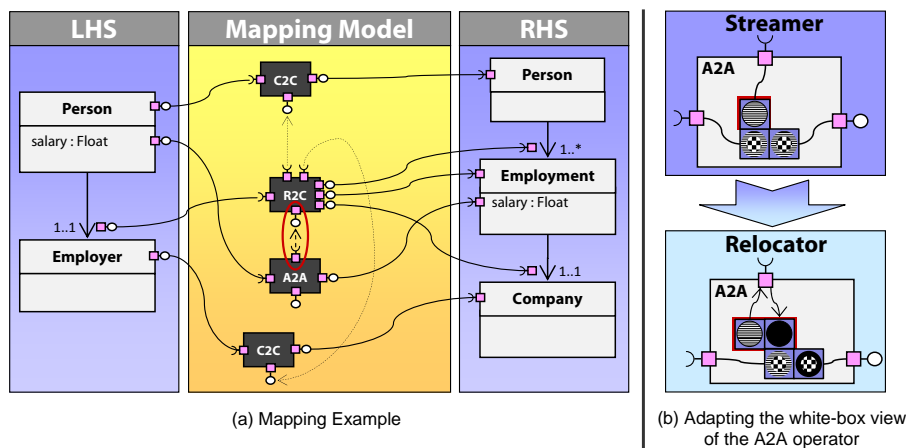 LHS
Mapping Model
RHS
Person
salary : Float
1..1
Employer
C2C
R2C
A2A
C2C
Person
1..*
Employment
salary : Float
1..1
Company
(a) Mapping Example
Streamer
A2A
Relocator
A2A
(b) Adapting the white-box view
of the A2A operator